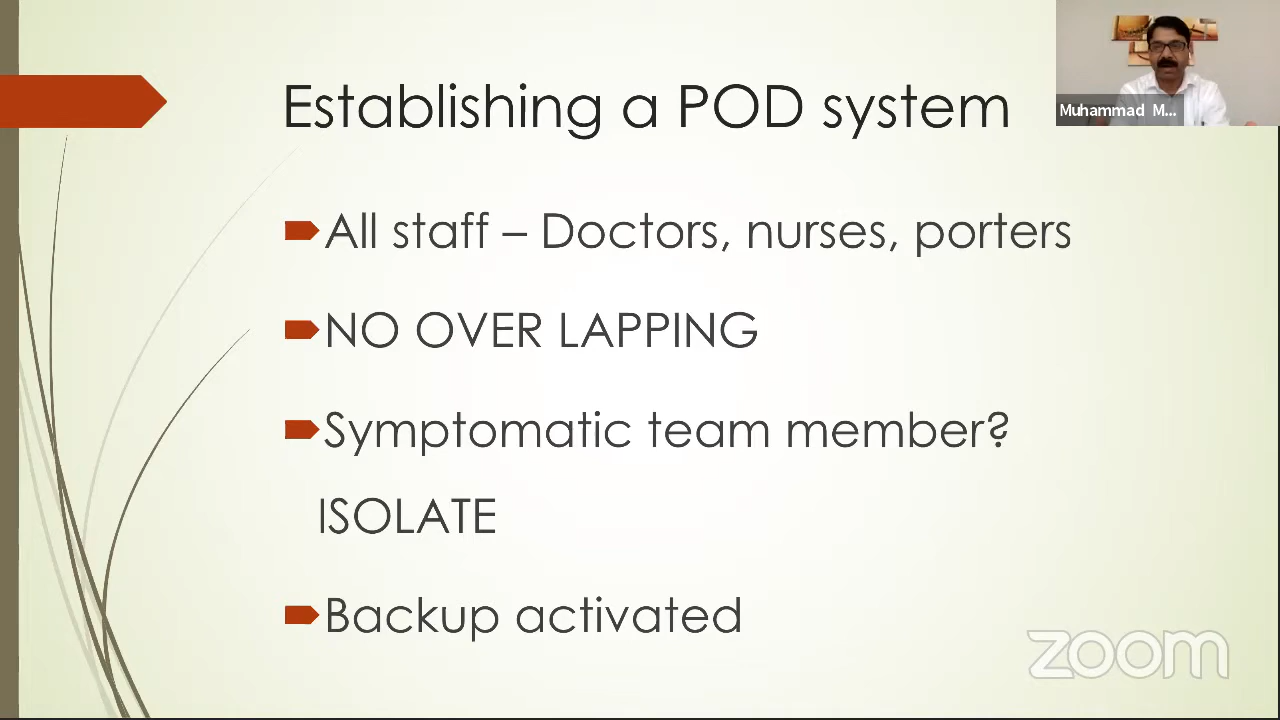 Establishing a POD system
Muhammad M...
All staff – Doctors, nurses, porters
NO OVER LAPPING
Symptomatic team member?
ISOLATE
Backup activated
zoom